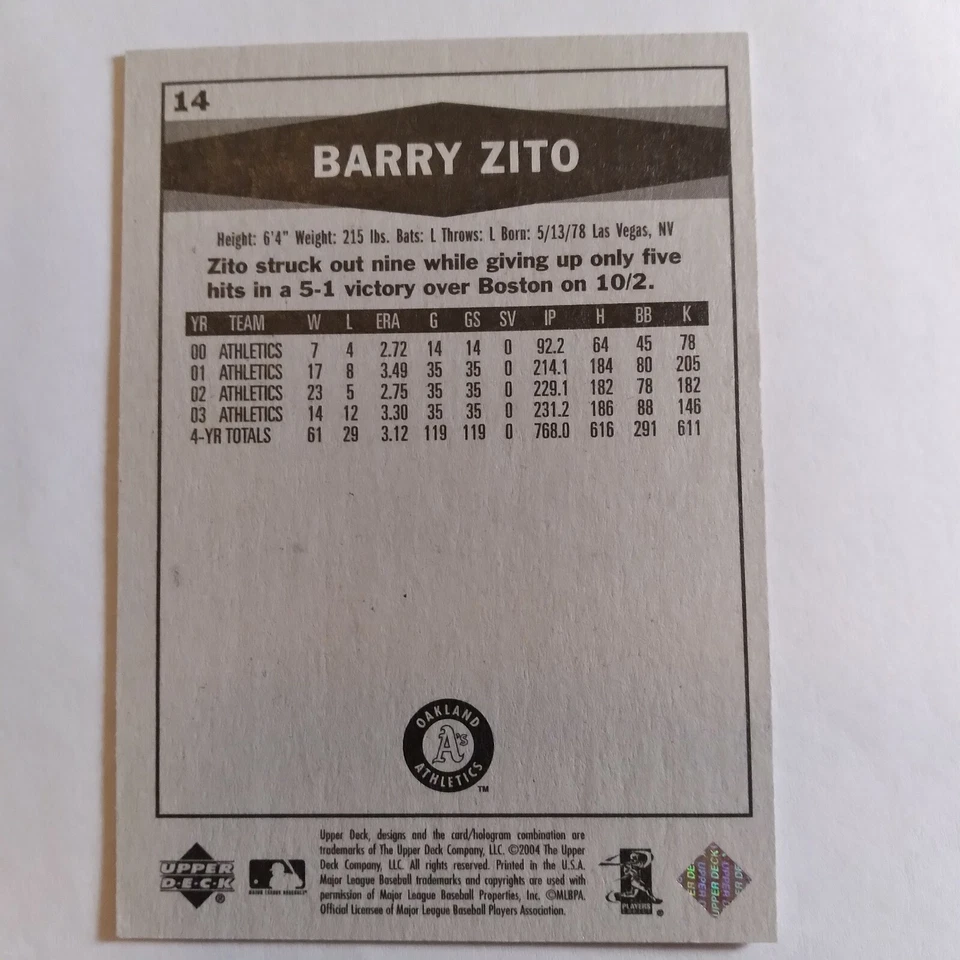 14
BARRY ZITO
Height: 6'4" Weight: 215 lbs. Bats: L Throws: L Born: 5/13/78 Las Vegas, NV
Zito struck out nine while giving up only five
hits in a 5-1 victory over Boston on 10/2.
YR TEAM W L ERA G GS SV IP H BB K
00 ATHLETICS 7 4 2.72 14 14 0 92.2 64 45 78
01 ATHLETICS 17 8 3.49 35 35 0 214.1 184 80 205
02 ATHLETICS 23 5 2.75 35 35 0 229.1 182 78 182
03 ATHLETICS 14 12 3.30 35 35 0 231.2 186 88 146
4-YR TOTALS 61 29 3.12 119 119 0 768.0 616 291 611
OAKLAND
A's
ATHLETICS
TM
UPPER
DECK
®
MAJOR LEAGUE BASEBALL
Upper Deck, designs and the card/hologram combination are
trademarks of The Upper Deck Company, LLC. ©2004 The Upper
Deck Company, LLC. All rights reserved. Printed in the U.S.A.
Major League Baseball trademarks and copyrights are used with
permission of Major League Baseball Properties, Inc. ©MLBPA.
Official Licensee of Major League Baseball Players Association.
PLAYERS
®
UPPER DECK